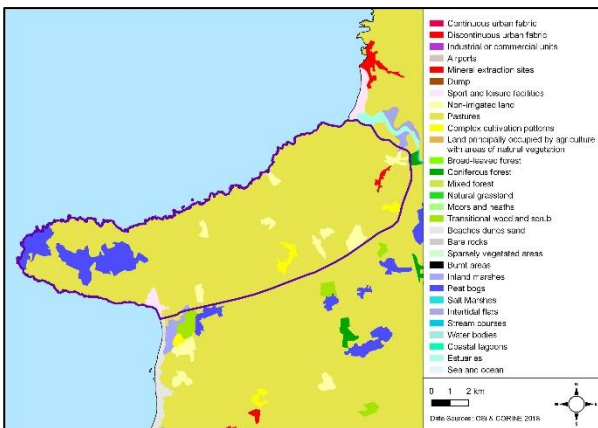 Continuous urban fabric
Discontinuous urban fabric
Industrial or commercial units
Airports
Mineral extraction sites
Dump
Sport and leisure facilities
Non-irrigated land
Pastures
Complex cultivation patterns
Land principally occupied by agriculture
with areas of natural vegetation
Broad-leaved forest
Coniferous forest
Mixed forest
Natural grassland
Moors and heaths
Transitional wood and scrub
Beaches dunes sand
Bare rocks
Sparsely vegetated areas
Burnt areas
Inland marshes
Peat bogs
Salt Marshes
Intertidal flats
Stream courses
Water bodies
Coastal lagoons
Estuaries
Sea and ocean
0 1 2 km
Data Sources: OSi & CORINE 2018